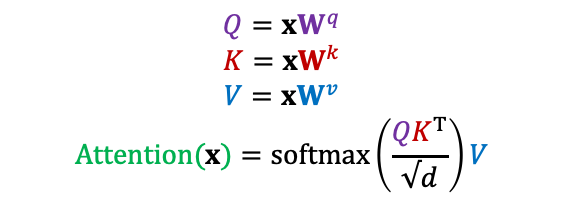 Q = xW^q
K = xW^k
V = xW^v
Attention(x) = softmax(QK^T/√d)V